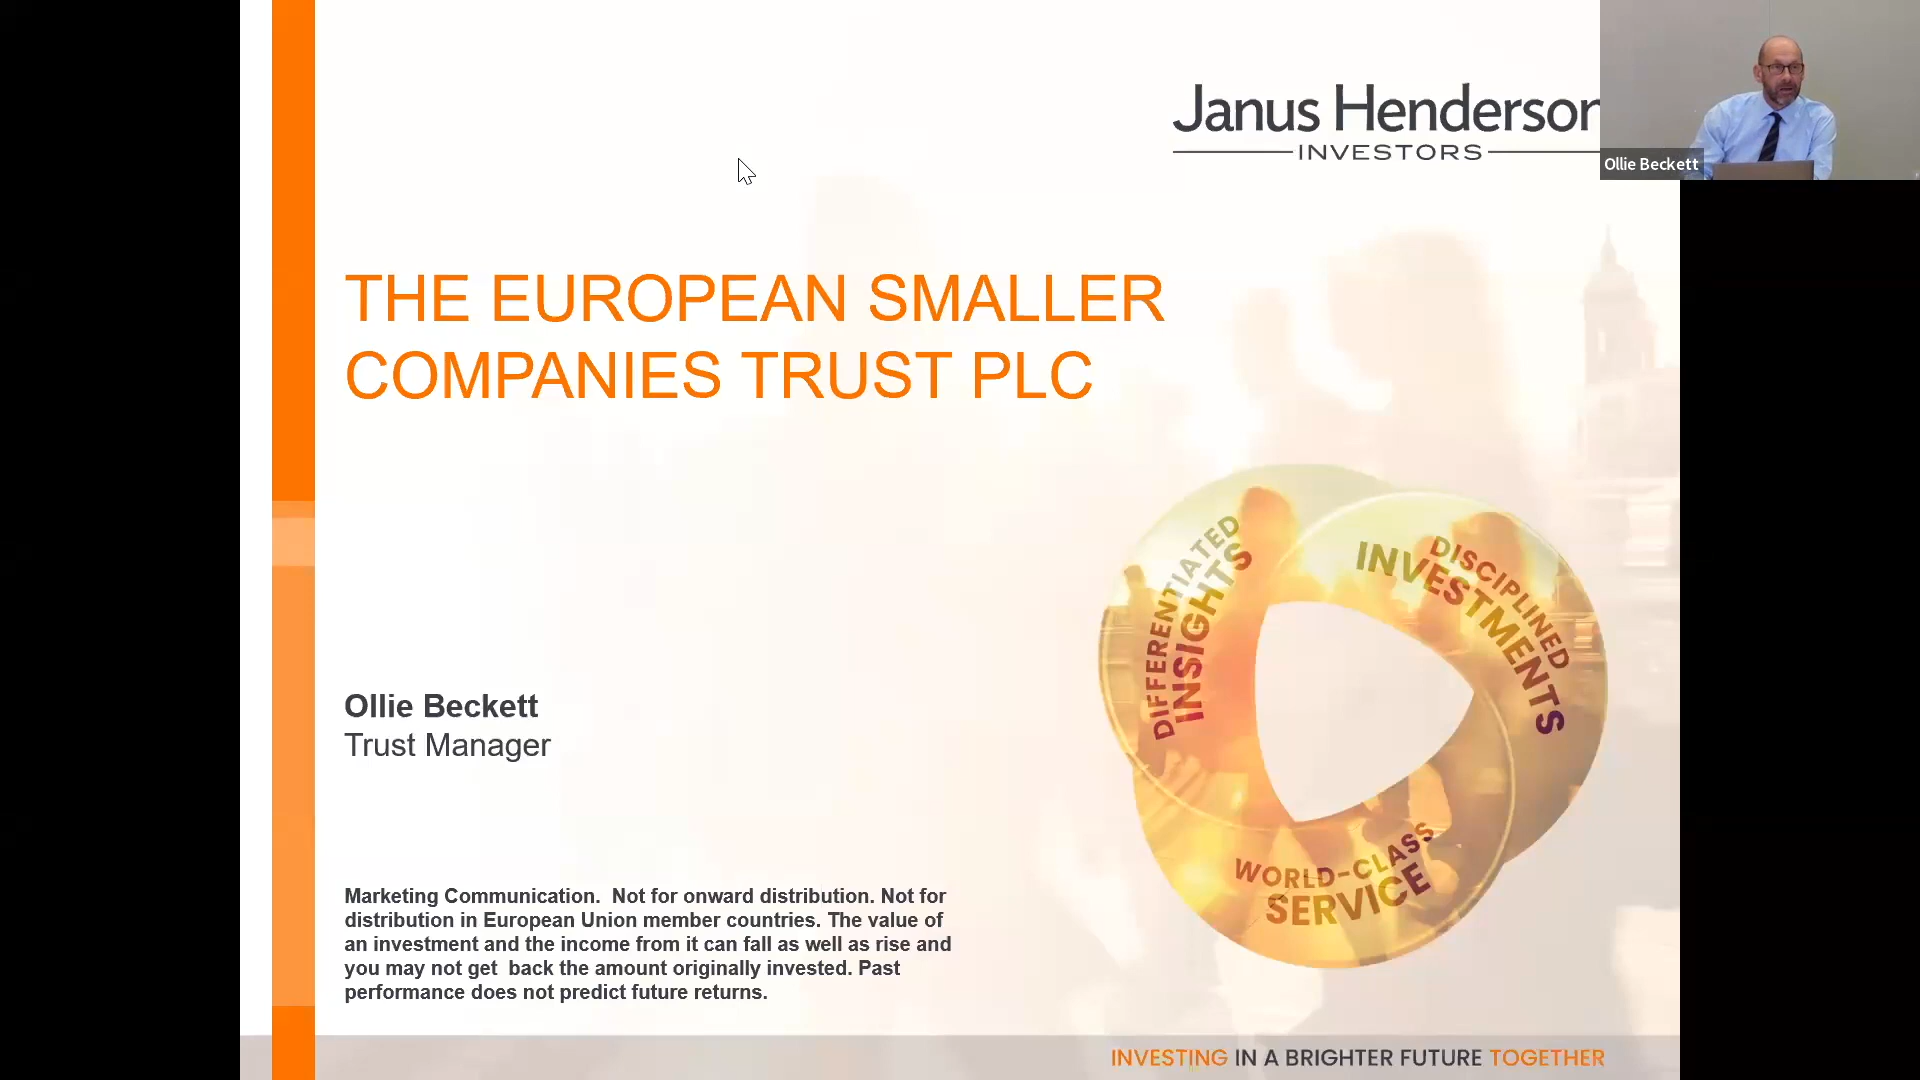 Janus Henderson
INVESTORS
Ollie Beckett
THE EUROPEAN SMALLER
COMPANIES TRUST PLC
DIFFERENTIATED
INSIGHTS
DISCIPLINED
INVESTMENTS
WORLD-CLASS
SERVICE
Ollie Beckett
Trust Manager
Marketing Communication.  Not for onward distribution. Not for
distribution in European Union member countries. The value of
an investment and the income from it can fall as well as rise and
you may not get  back the amount originally invested. Past
performance does not predict future returns.
INVESTING IN A BRIGHTER FUTURE TOGETHER